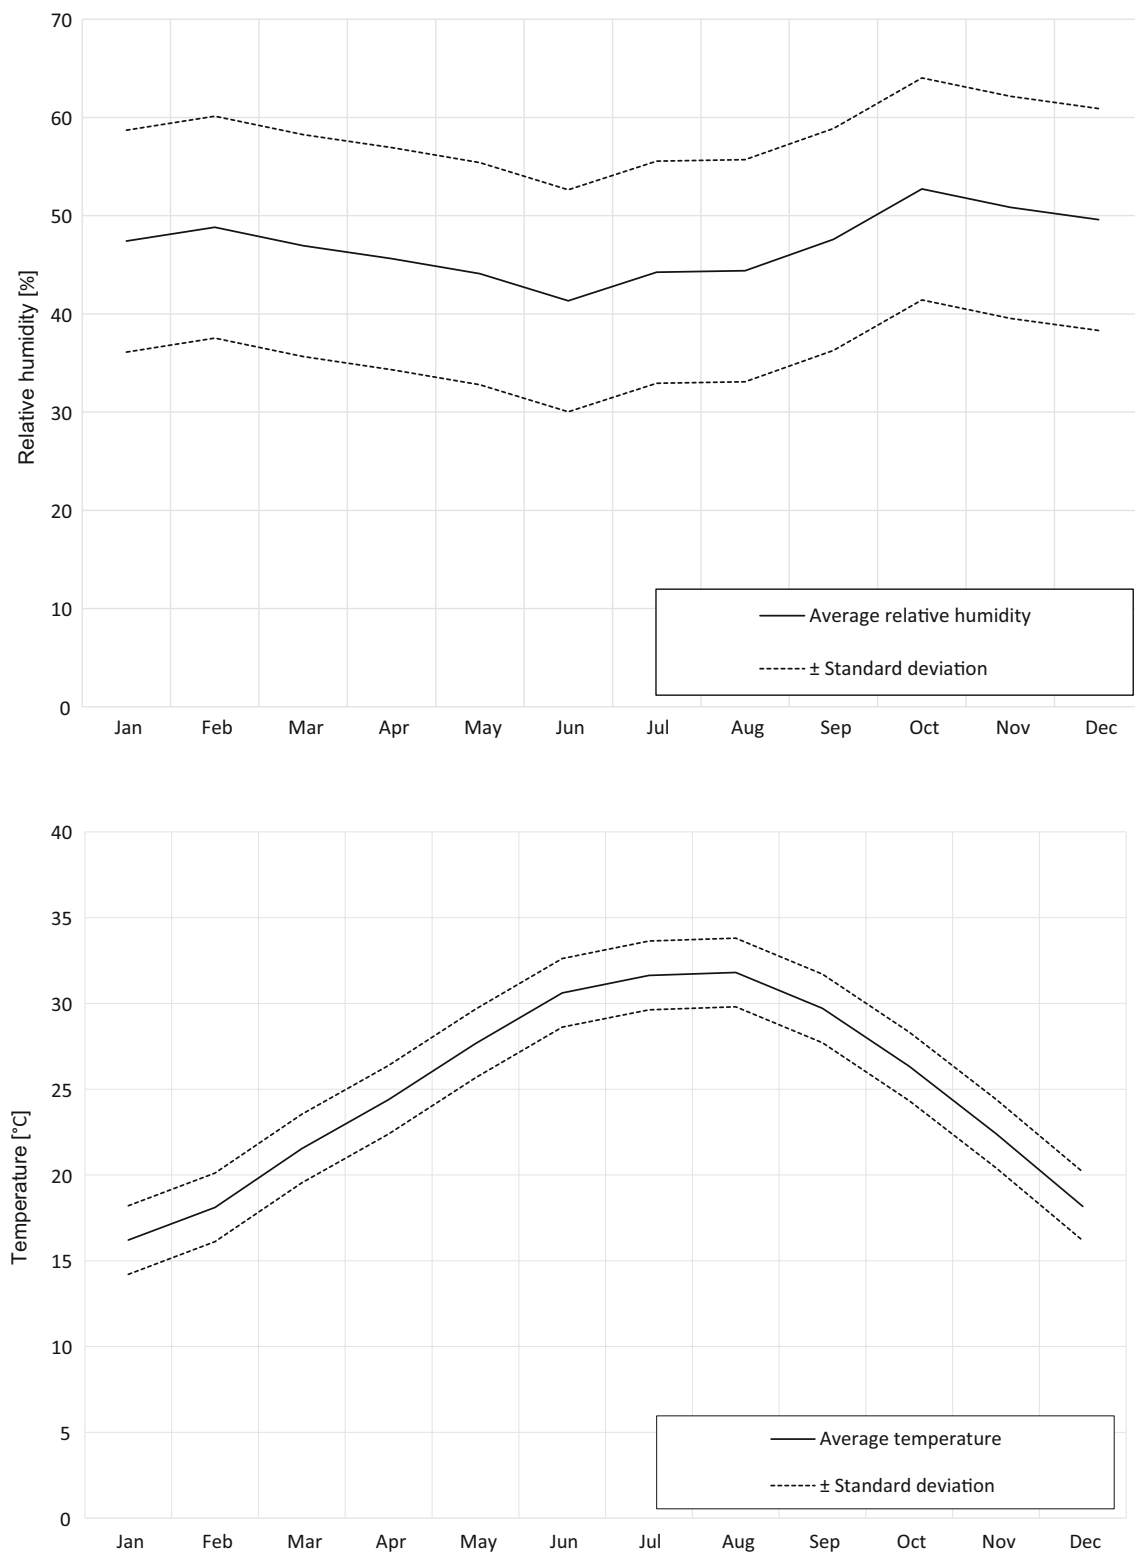 70
60
50
40
30
20
10
0
Relative humidity [%]
Average relative humidity
± Standard deviation
Jan Feb Mar Apr May Jun Jul Aug Sep Oct Nov Dec
40
35
30
25
20
15
10
5
0
Temperature [°C]
Average temperature
± Standard deviation
Jan Feb Mar Apr May Jun Jul Aug Sep Oct Nov Dec